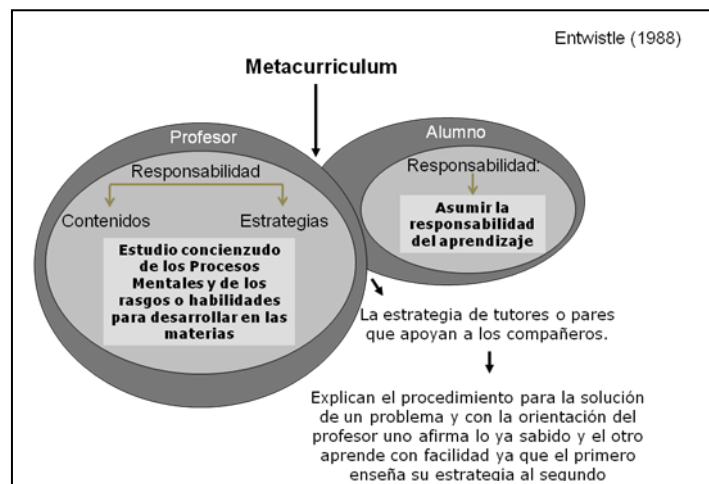 Entwistle (1988)
Metacurriculum
Profesor
Responsabilidad
Contenidos
Estrategias
Estudio concienzudo
de los Procesos
Mentales y de los
rasgos o habilidades
para desarrollar en las
materias
Alumno
Responsabilidad:
Asumir la
responsabilidad
del aprendizaje
La estrategia de tutores o pares
que apoyan a los compañeros.
Explican el procedimiento para la solución
de un problema y con la orientación del
profesor uno afirma lo ya sabido y el otro
aprende con facilidad ya que el primero
enseña su estrategia al segundo